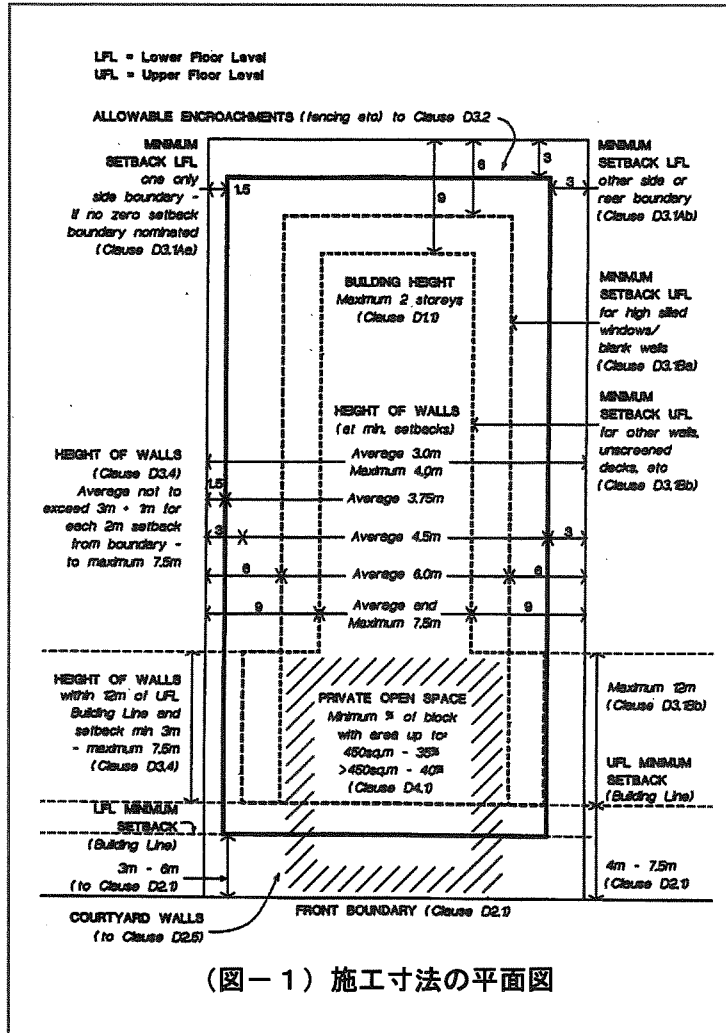 LFL = Lower Floor Level
UFL = Upper Floor Level
ALLOWABLE ENCROACHMENTS (fencing etc) to Clause D3.2
MINIMUM
SETBACK LFL
one only
side boundary -
if no zero setback
boundary nominated
(Clause D3.1Aa)
1.5
9
6
3
3
MINIMUM
SETBACK LFL
other side or
rear boundary
(Clause D3.1Ab)
BUILDING HEIGHT
Maximum 2 storeys
(Clause D1.1)
MINIMUM
SETBACK UFL
for high silled
windows/
blank walls
(Clause D3.1Ba)
HEIGHT OF WALLS
(at min. setbacks)
MINIMUM
SETBACK UFL
for other walls,
unscreened
decks, etc
(Clause D3.1Bb)
HEIGHT OF WALLS
(Clause D3.4)
Average not to
exceed 3m + 1m for
each 2m setback
from boundary -
to maximum 7.5m
Average 3.0m
Maximum 4.0m
1.5
Average 3.75m
3
Average 4.5m
3
6
Average 6.0m
6
9
Average and
Maximum 7.5m
9
HEIGHT OF WALLS
within 12m of UFL
Building Line and
setback min 3m
- maximum 7.5m
(Clause D3.4)
PRIVATE OPEN SPACE
Minimum % of block
with area up to:
450sq.m - 35%
>450sq.m - 40%
(Clause D4.1)
Maximum 12m
(Clause D3.1Bb)
UFL MINIMUM
SETBACK
(Building Line)
LFL MINIMUM
SETBACK
(Building Line)
3m - 6m
(to Clause D2.1)
4m - 7.5m
(Clause D2.1)
COURTYARD WALLS
(to Clause D2.5)
FRONT BOUNDARY (Clause D2.1)
(図-1) 施工寸法の平面図